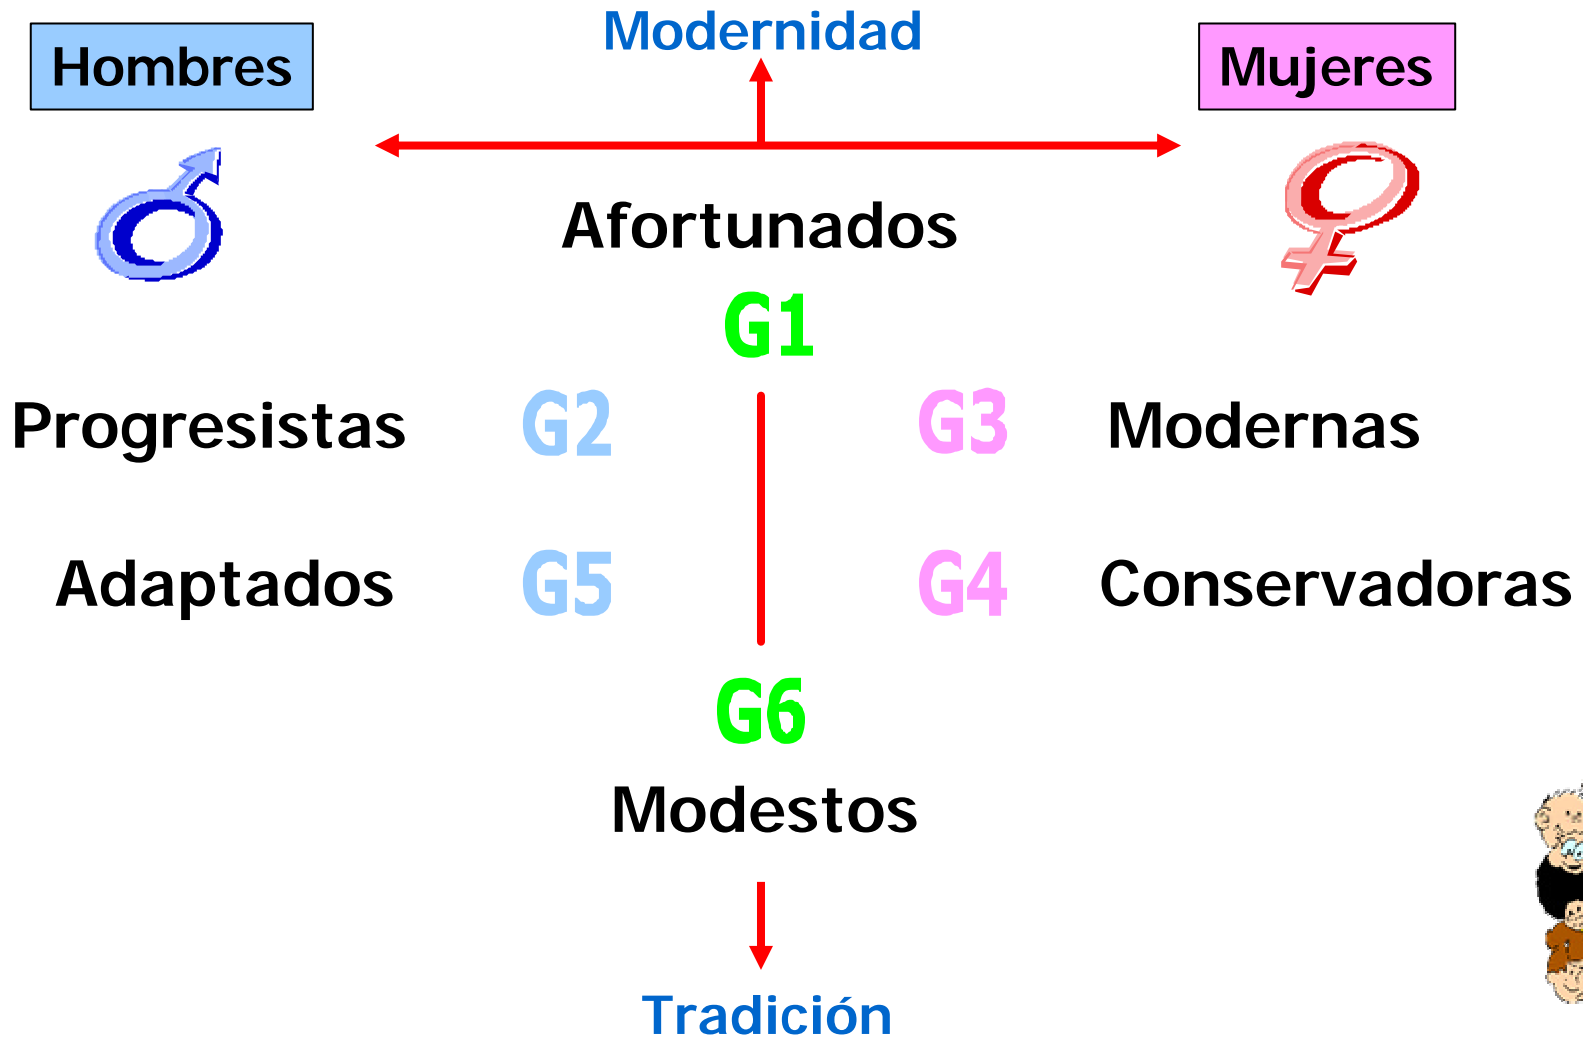 Modernidad
Hombres
Mujeres
Afortunados
G1
Progresistas G2 G3 Modernas
Adaptados G5 G4 Conservadoras
G6
Modestos
Tradición